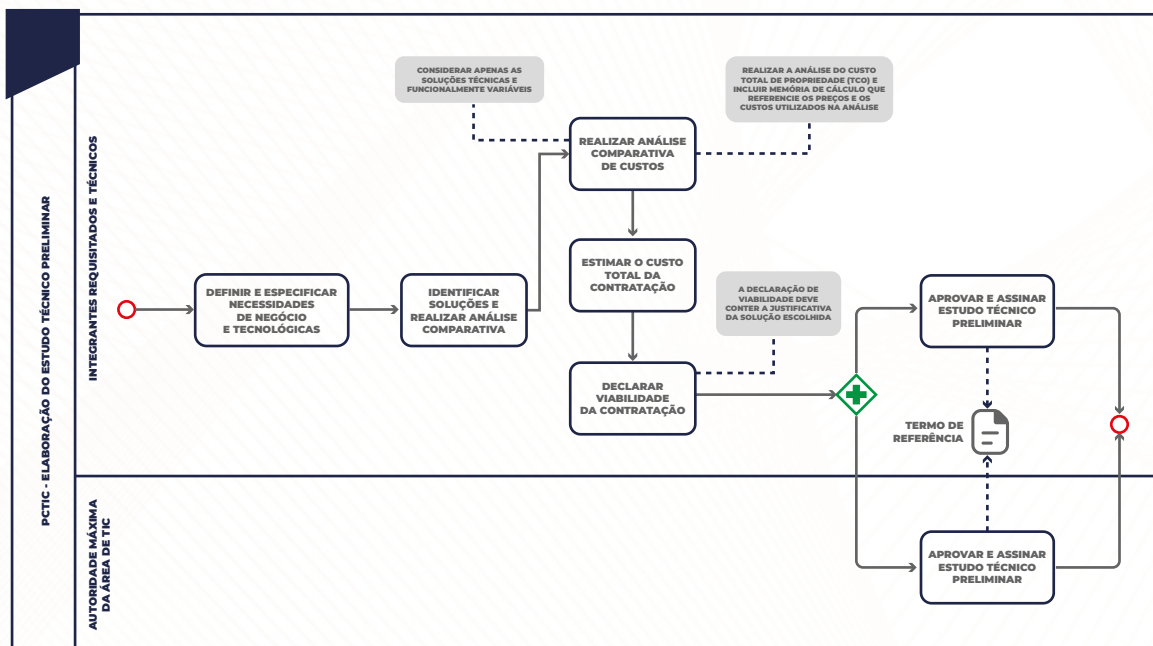 PCTIC - ELABORAÇÃO DO ESTUDO TÉCNICO PRELIMINAR
INTEGRANTES REQUISITADOS E TÉCNICOS
CONSIDERAR APENAS AS
SOLUÇÕES TÉCNICAS E
FUNCIONALMENTE VARIÁVEIS
REALIZAR A ANÁLISE DO CUSTO
TOTAL DE PROPRIEDADE (TCO) E
INCLUIR MEMÓRIA DE CÁLCULO QUE
REFERENCIE OS PREÇOS E OS
CUSTOS UTILIZADOS NA ANÁLISE
REALIZAR ANÁLISE
COMPARATIVA
DE CUSTOS
DEFINIR E ESPECIFICAR
NECESSIDADES
DE NEGÓCIO
E TECNOLÓGICAS
IDENTIFICAR
SOLUÇÕES E
REALIZAR ANÁLISE
COMPARATIVA
ESTIMAR O CUSTO
TOTAL DA
CONTRATAÇÃO
A DECLARAÇÃO DE
VIABILIDADE DEVE
CONTER A JUSTIFICATIVA
DA SOLUÇÃO ESCOLHIDA
DECLARAR
VIABILIDADE
DA CONTRATAÇÃO
APROVAR E ASSINAR
ESTUDO TÉCNICO
PRELIMINAR
TERMO DE
REFERÊNCIA
AUTORIDADE MÁXIMA
DA ÁREA DE TIC
APROVAR E ASSINAR
ESTUDO TÉCNICO
PRELIMINAR